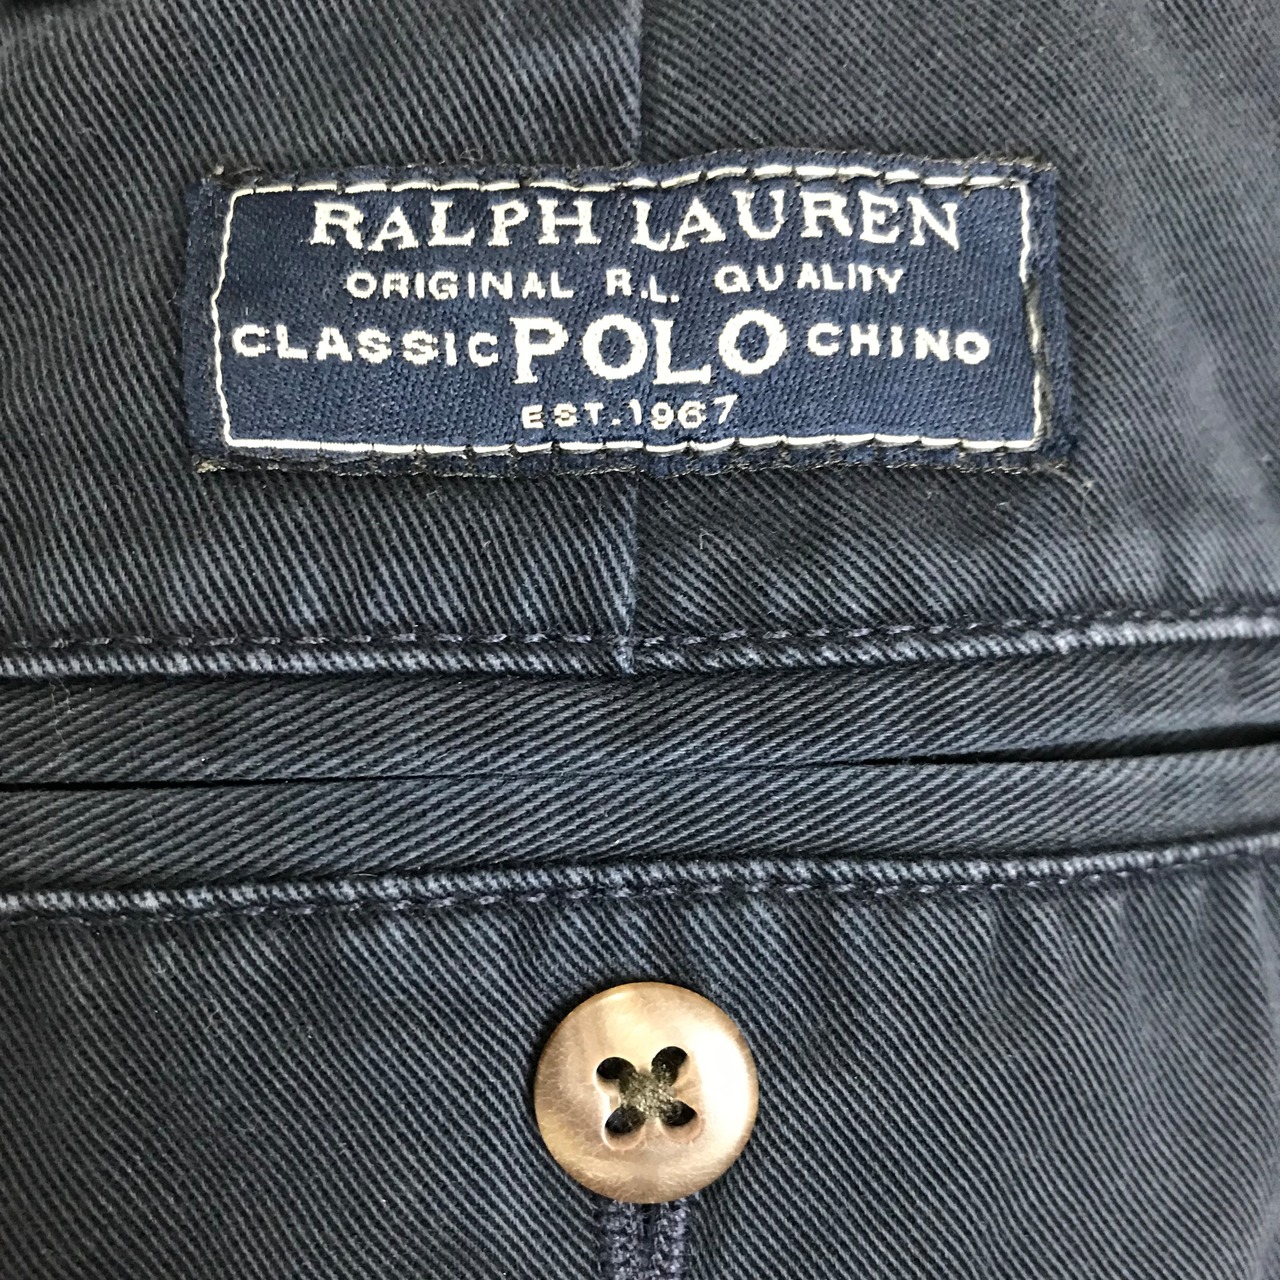 RALPH LAUREN
ORIGINAL R.L. QUALITY
CLASSIC POLO CHINO
EST. 1967